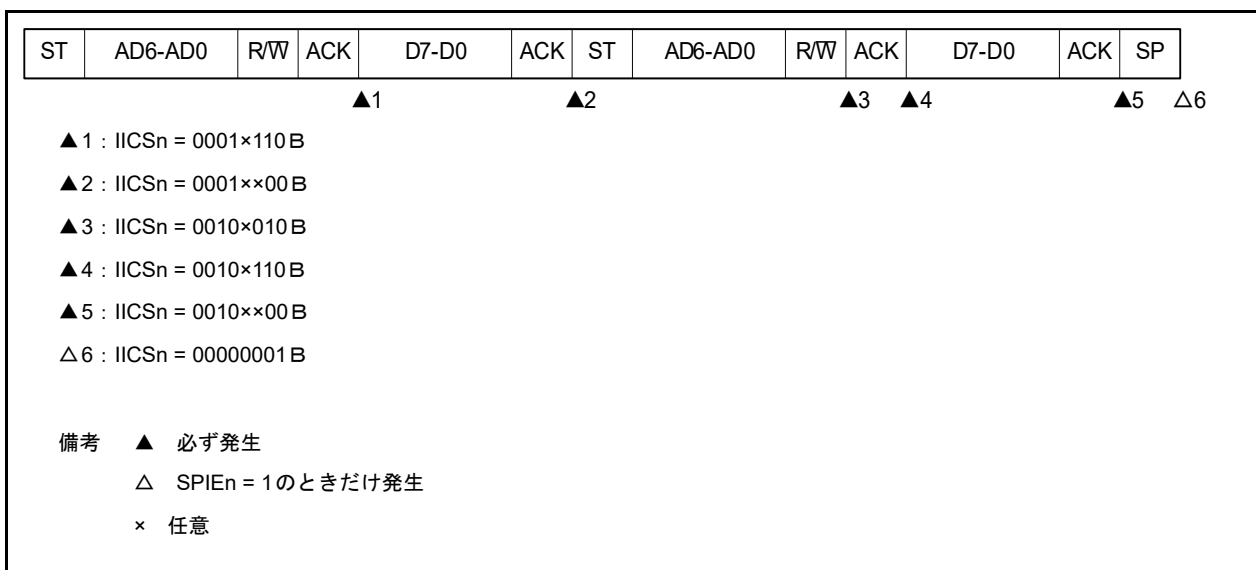 ST AD6-AD0 R/W̅ ACK D7-D0 ACK ST AD6-AD0 R/W̅ ACK D7-D0 ACK SP
▲1 ▲2 ▲3 ▲4 ▲5 △6
▲1 : IICSn = 0001×110B
▲2 : IICSn = 0001××00B
▲3 : IICSn = 0010×010B
▲4 : IICSn = 0010×110B
▲5 : IICSn = 0010××00B
△6 : IICSn = 00000001B
備考 ▲ 必ず発生
△ SPIEn = 1のときだけ発生
× 任意